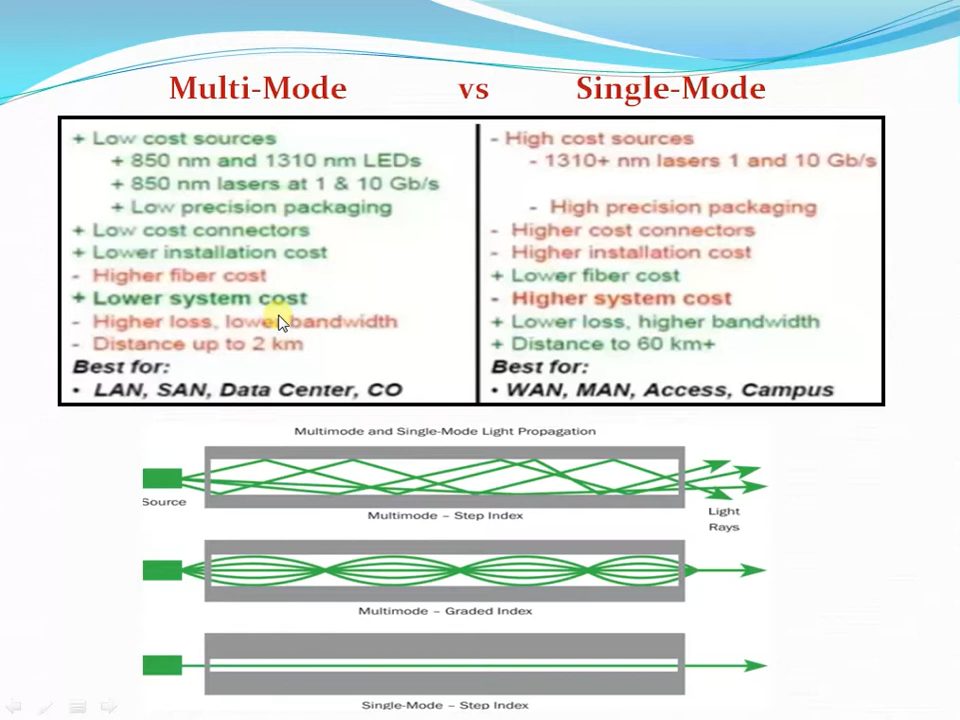 Multi-Mode vs Single-Mode
+ Low cost sources
+ 850 nm and 1310 nm LEDs
+ 850 nm lasers at 1 & 10 Gb/s
+ Low precision packaging
+ Low cost connectors
+ Lower installation cost
- Higher fiber cost
+ Lower system cost
- Higher loss, lower bandwidth
- Distance up to 2 km
Best for:
• LAN, SAN, Data Center, CO
- High cost sources
- 1310+ nm lasers 1 and 10 Gb/s
- High precision packaging
- Higher cost connectors
- Higher installation cost
+ Lower fiber cost
- Higher system cost
+ Lower loss, higher bandwidth
+ Distance to 60 km+
Best for:
• WAN, MAN, Access, Campus
Multimode and Single-Mode Light Propagation
Source
Light
Rays
Multimode – Step Index
Multimode – Graded Index
Single-Mode – Step Index